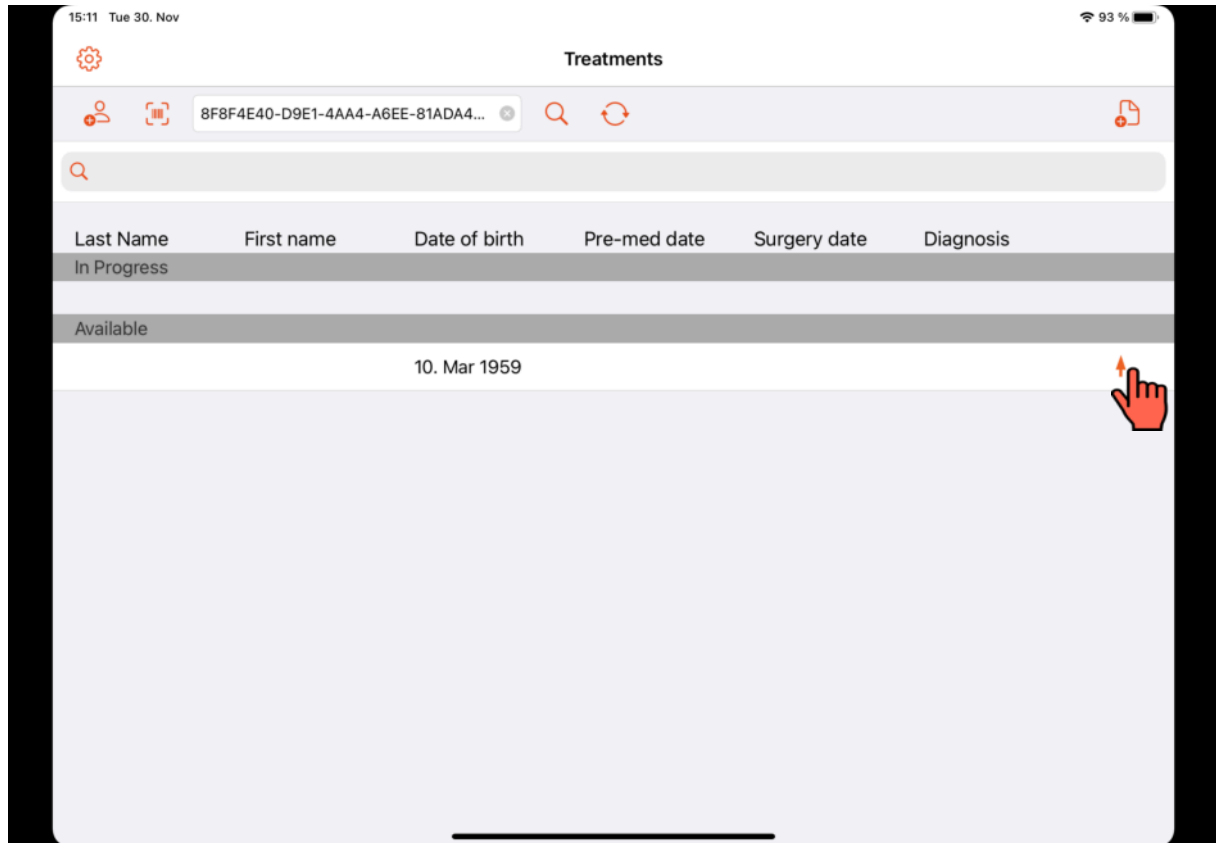 15:11 Tue 30. Nov 93 %
Treatments
8F8F4E40-D9E1-4AA4-A6EE-81ADA4...
Last Name First name Date of birth Pre-med date Surgery date Diagnosis
In Progress
Available
10. Mar 1959